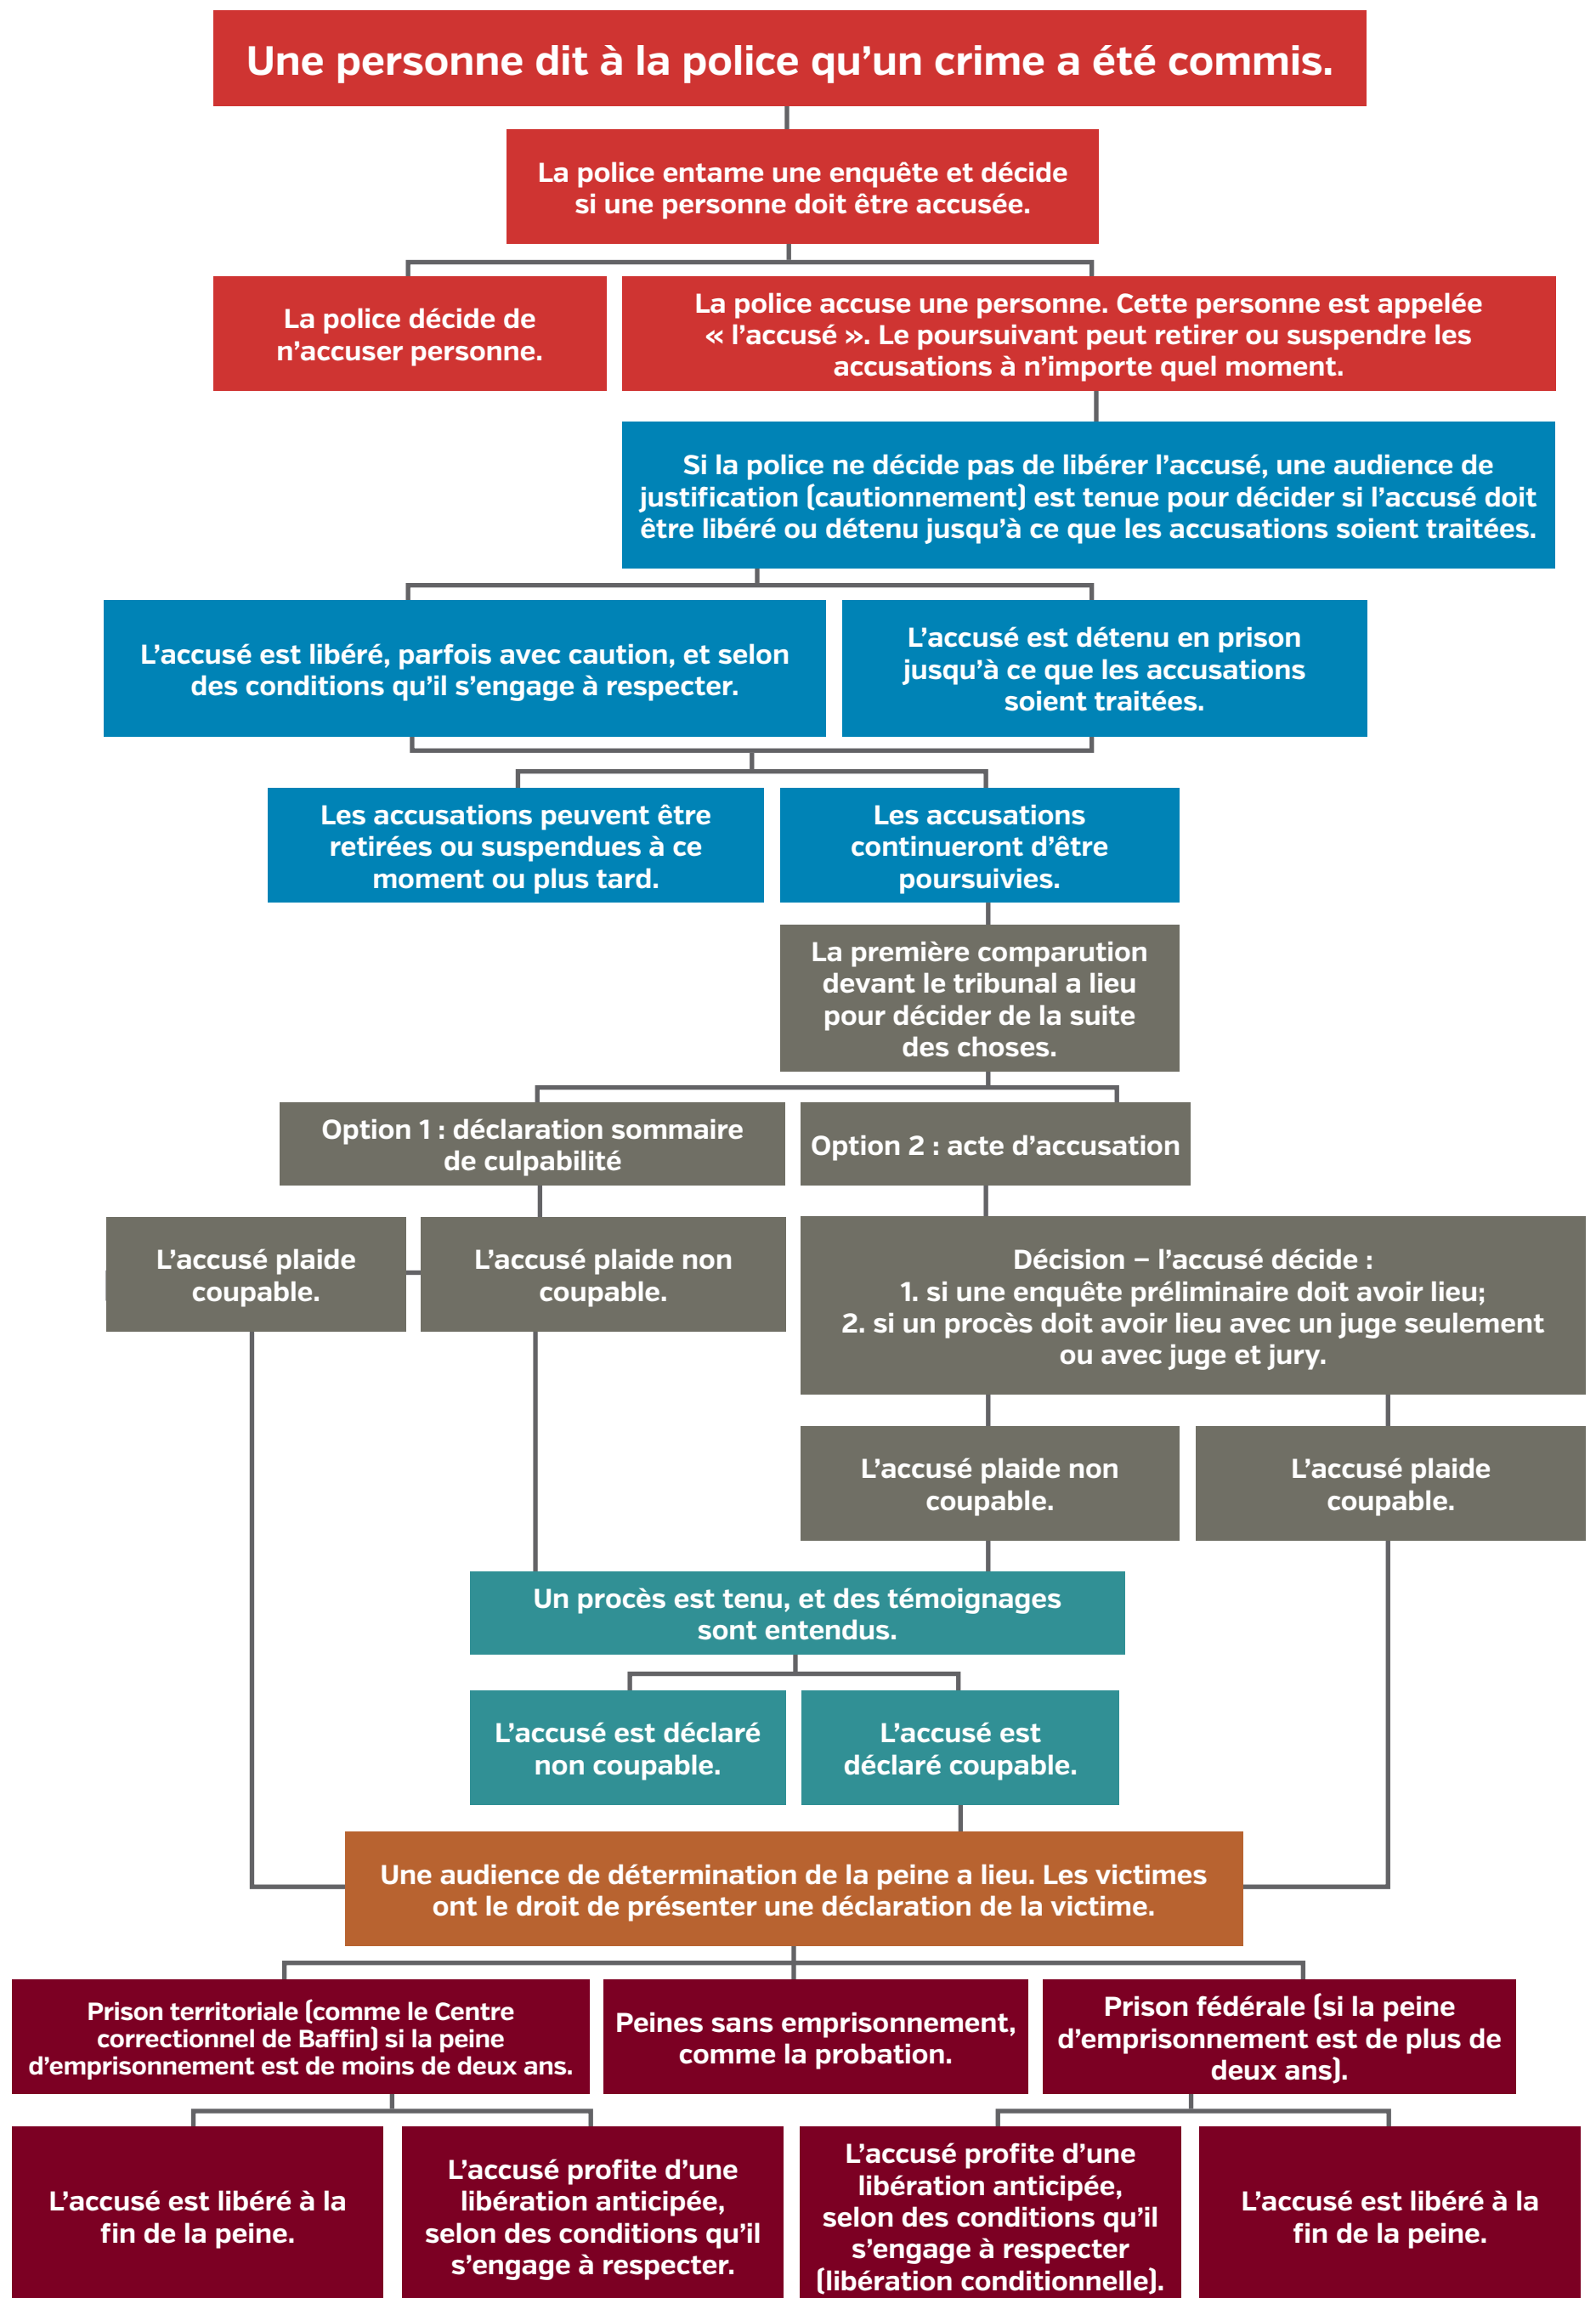 Une personne dit à la police qu’un crime a été commis.
La police entame une enquête et décide
si une personne doit être accusée.
La police décide de
n’accuser personne.
La police accuse une personne. Cette personne est appelée
« l’accusé ». Le poursuivant peut retirer ou suspendre les
accusations à n’importe quel moment.
Si la police ne décide pas de libérer l’accusé, une audience de
justification (cautionnement) est tenue pour décider si l’accusé doit
être libéré ou détenu jusqu’à ce que les accusations soient traitées.
L’accusé est libéré, parfois avec caution, et selon
des conditions qu’il s’engage à respecter.
L’accusé est détenu en prison
jusqu’à ce que les accusations
soient traitées.
Les accusations peuvent être
retirées ou suspendues à ce
moment ou plus tard.
Les accusations
continueront d’être
poursuivies.
La première comparution
devant le tribunal a lieu
pour décider de la suite
des choses.
Option 1 : déclaration sommaire
de culpabilité
Option 2 : acte d’accusation
L’accusé plaide
coupable.
L’accusé plaide non
coupable.
Décision – l’accusé décide :
1. si une enquête préliminaire doit avoir lieu;
2. si un procès doit avoir lieu avec un juge seulement
ou avec juge et jury.
L’accusé plaide non
coupable.
L’accusé plaide
coupable.
Un procès est tenu, et des témoignages
sont entendus.
L’accusé est déclaré
non coupable.
L’accusé est
déclaré coupable.
Une audience de détermination de la peine a lieu. Les victimes
ont le droit de présenter une déclaration de la victime.
Prison territoriale (comme le Centre
correctionnel de Baffin) si la peine
d’emprisonnement est de moins de deux ans.
Peines sans emprisonnement,
comme la probation.
Prison fédérale (si la peine
d’emprisonnement est de plus de
deux ans).
L’accusé est libéré à la
fin de la peine.
L’accusé profite d’une
libération anticipée,
selon des conditions qu’il
s’engage à respecter.
L’accusé profite d’une
libération anticipée,
selon des conditions qu’il
s’engage à respecter
(libération conditionnelle).
L’accusé est libéré à la
fin de la peine.